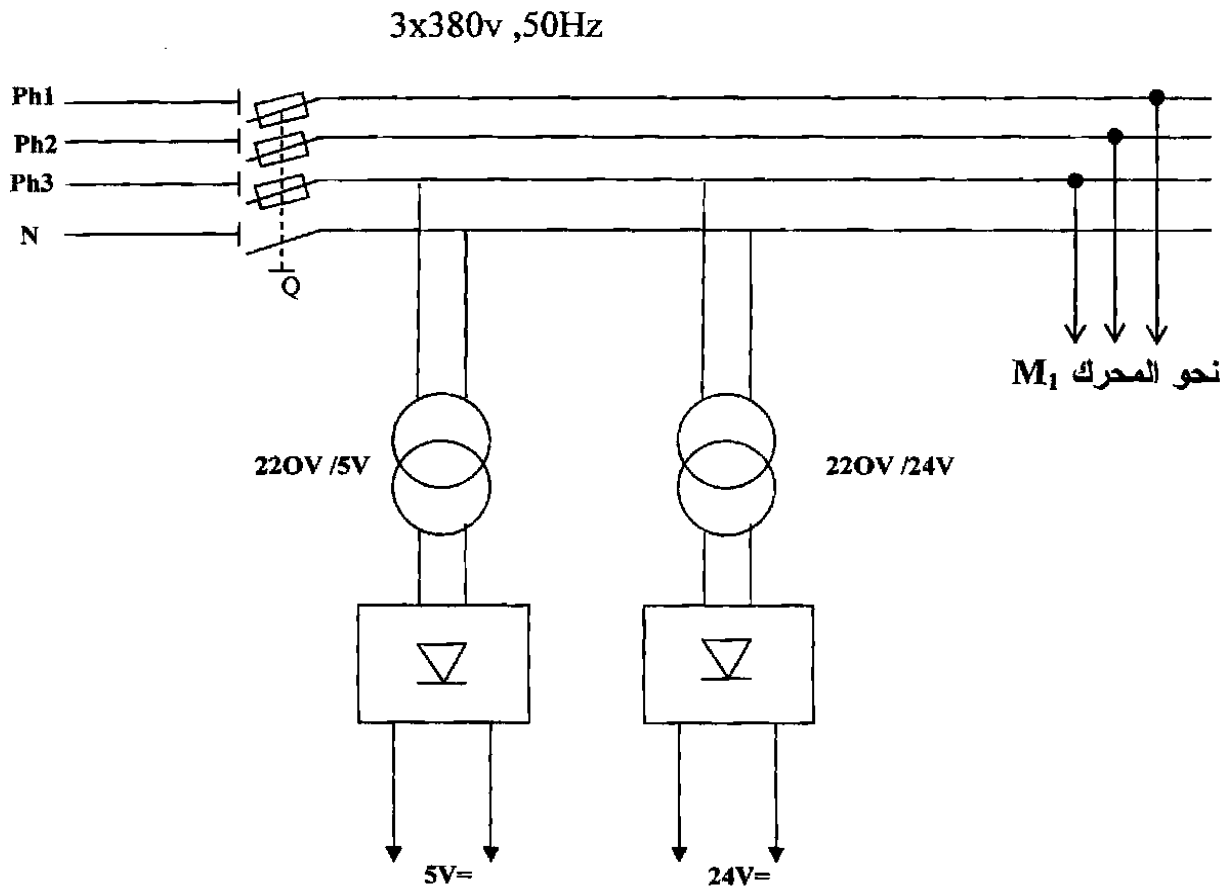 3x380v ,50Hz
Ph1
Ph2
Ph3
N
Q
نحو المحرك M₁
22OV /5V
22OV /24V
5V=
24V=